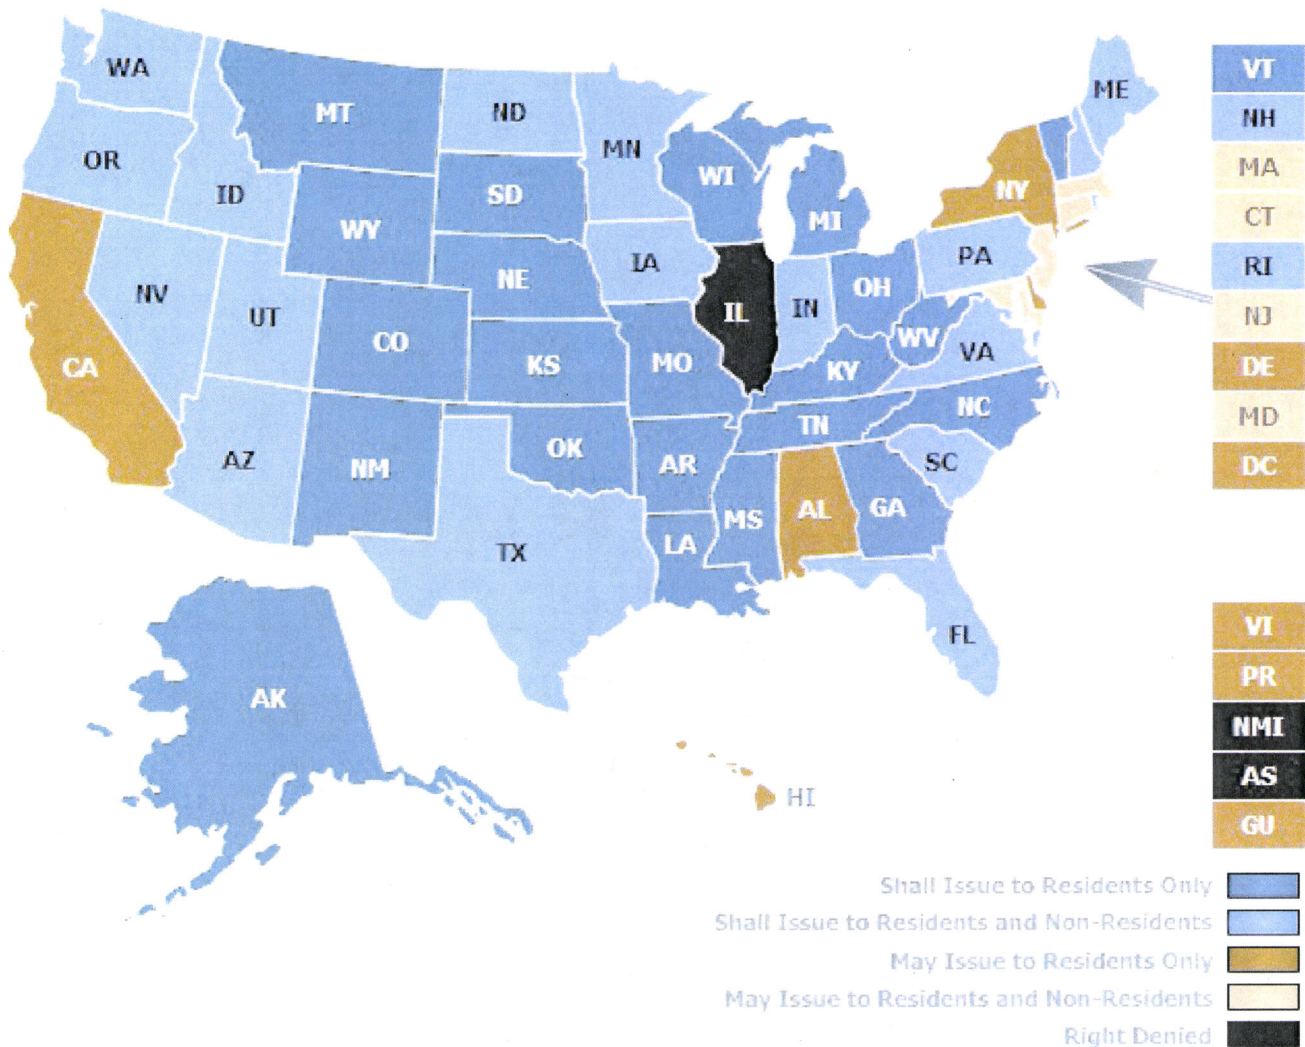 WA
MT
ND
MN
OR
ID
SD
WI
MI
NY
ME
WY
NE
IA
PA
NV
UT
CO
KS
MO
IL
IN
OH
WV
VA
KY
CA
AZ
NM
OK
AR
TN
NC
SC
MS
AL
GA
TX
LA
FL
AK
HI
VT
NH
MA
CT
RI
NJ
DE
MD
DC
VI
PR
NMI
AS
GU
Shall Issue to Residents Only
Shall Issue to Residents and Non-Residents
May Issue to Residents Only
May Issue to Residents and Non-Residents
Right Denied